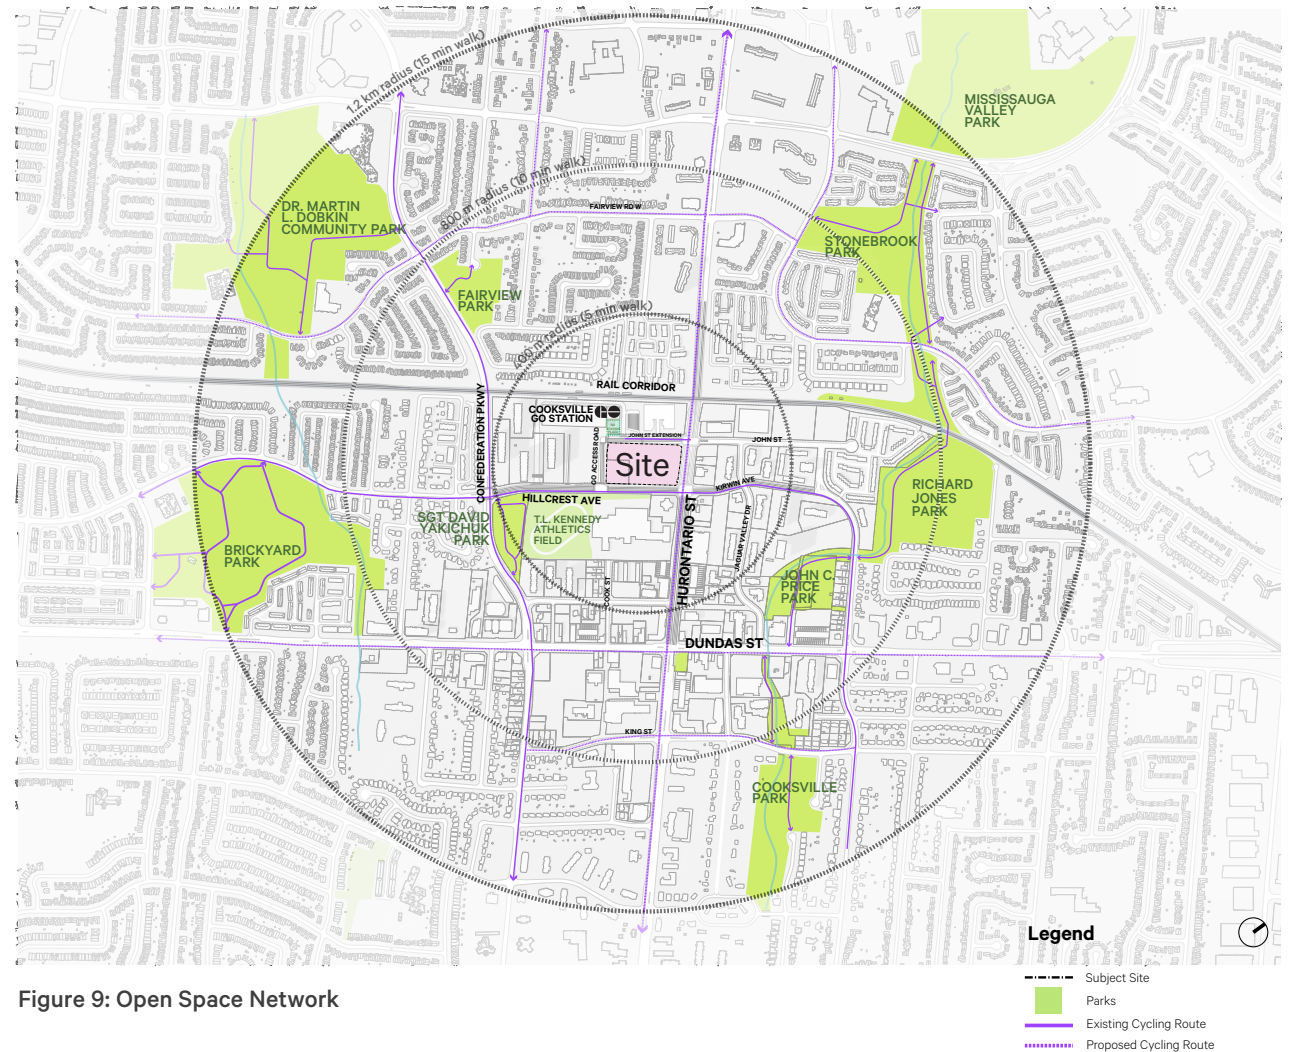 1.2 km radius (15 min walk)
MISSISSAUGA
VALLEY
PARK
800 m radius (10 min walk)
DR. MARTIN
L. DOBKIN
COMMUNITY PARK
FAIRVIEW RD W
STONEBROOK
PARK
FAIRVIEW
PARK
400 m radius (5 min walk)
RAIL CORRIDOR
COOKSVILLE
GO STATION
CONFEDERATION PKWY
GO ACCESS ROAD
JOHN ST EXTENSION
JOHN ST
Site
KIRWIN AVE
HILLCREST AVE
RICHARD
JONES
PARK
SGT DAVID
YAKICHUK
PARK
T.L. KENNEDY
ATHLETICS
FIELD
HURONTARIO ST
JAGUAR VALLEY DR
BRICKYARD
PARK
JOHN C.
PRICE
PARK
COOK ST
DUNDAS ST
KING ST
COOKSVILLE
PARK
Legend
Subject Site
Parks
Existing Cycling Route
Proposed Cycling Route
Figure 9: Open Space Network